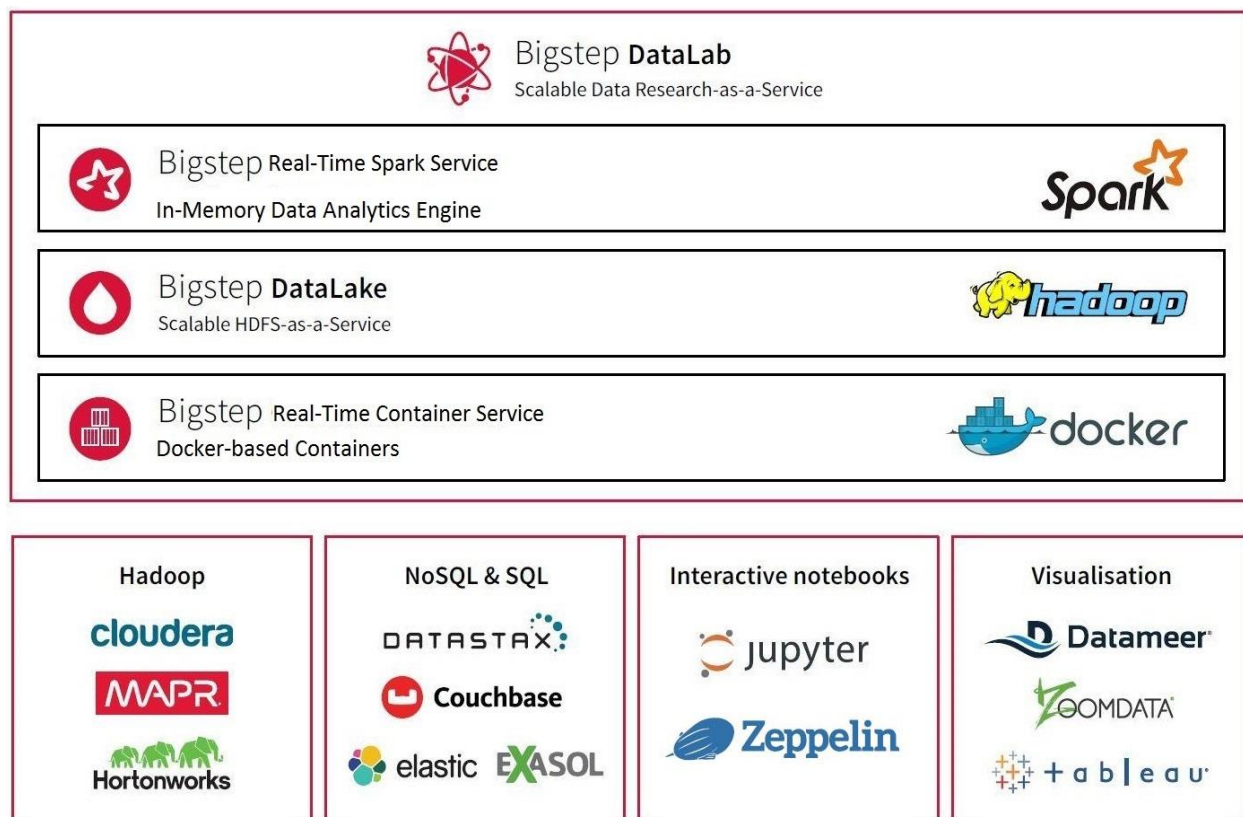 Bigstep DataLab
Scalable Data Research-as-a-Service
Bigstep Real-Time Spark Service
In-Memory Data Analytics Engine
Spark
Bigstep DataLake
Scalable HDFS-as-a-Service
hadoop
Bigstep Real-Time Container Service
Docker-based Containers
docker
Hadoop
cloudera
MAPR
Hortonworks
NoSQL & SQL
DATASTAX
Couchbase
elastic EXASOL
Interactive notebooks
jupyter
Zeppelin
Visualisation
Datameer
ZOOMDATA
+ableau